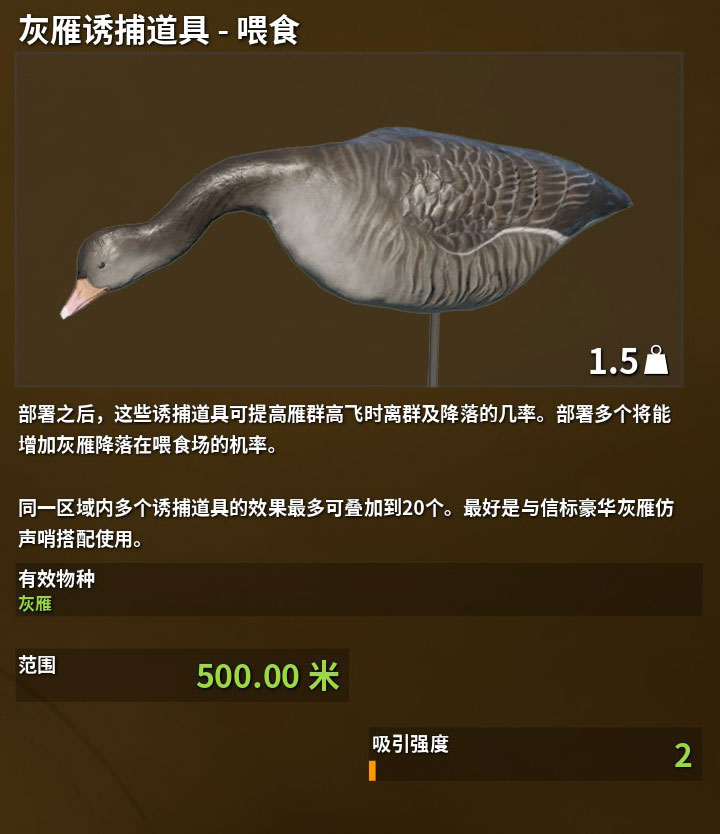 灰雁诱捕道具 - 喂食
1.5
部署之后，这些诱捕道具可提高雁群高飞时离群及降落的几率。部署多个将能
增加灰雁降落在喂食场的机率。
同一区域内多个诱捕道具的效果最多可叠加到20个。最好是与信标豪华灰雁仿
声哨搭配使用。
有效物种
灰雁
范围
500.00 米
吸引强度
2